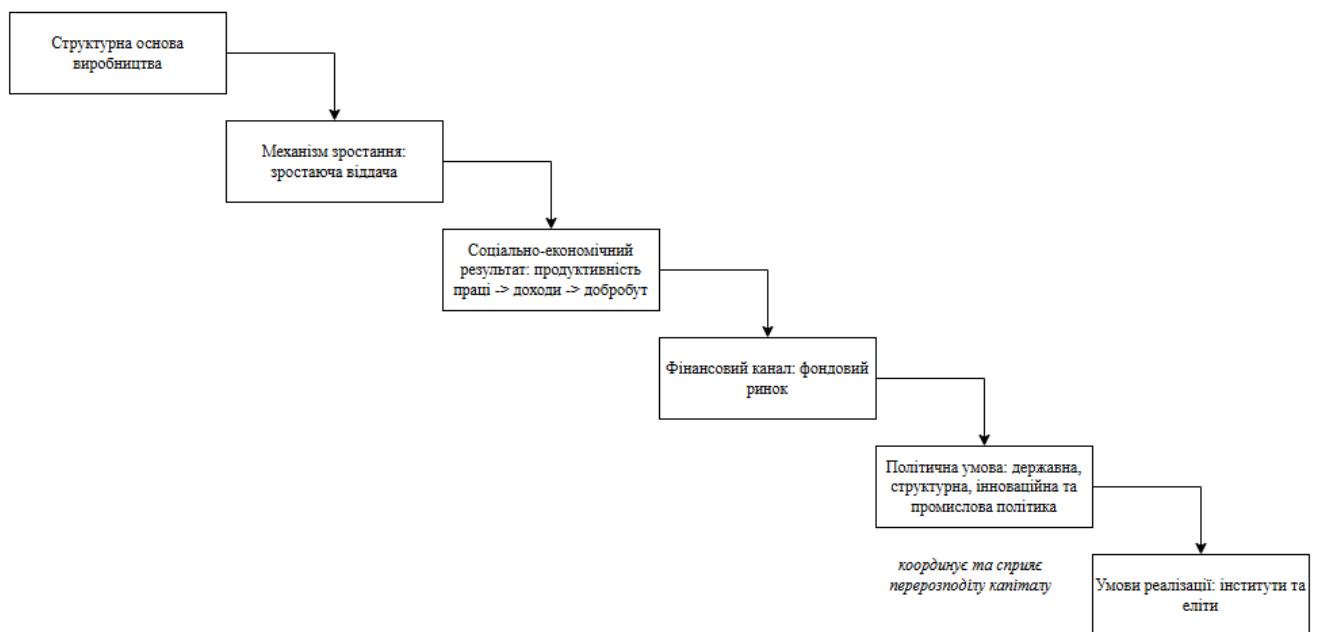 Структурна основа
виробництва
Механізм зростання:
зростаюча віддача
Соціально-економічний
результат: продуктивність
праці -> доходи -> добробут
Фінансовий канал: фондовий
ринок
Політична умова: державна,
структурна, інноваційна та
промислова політика
координує та сприяє
перерозподілу капіталу
Умови реалізації: інститути та
еліти